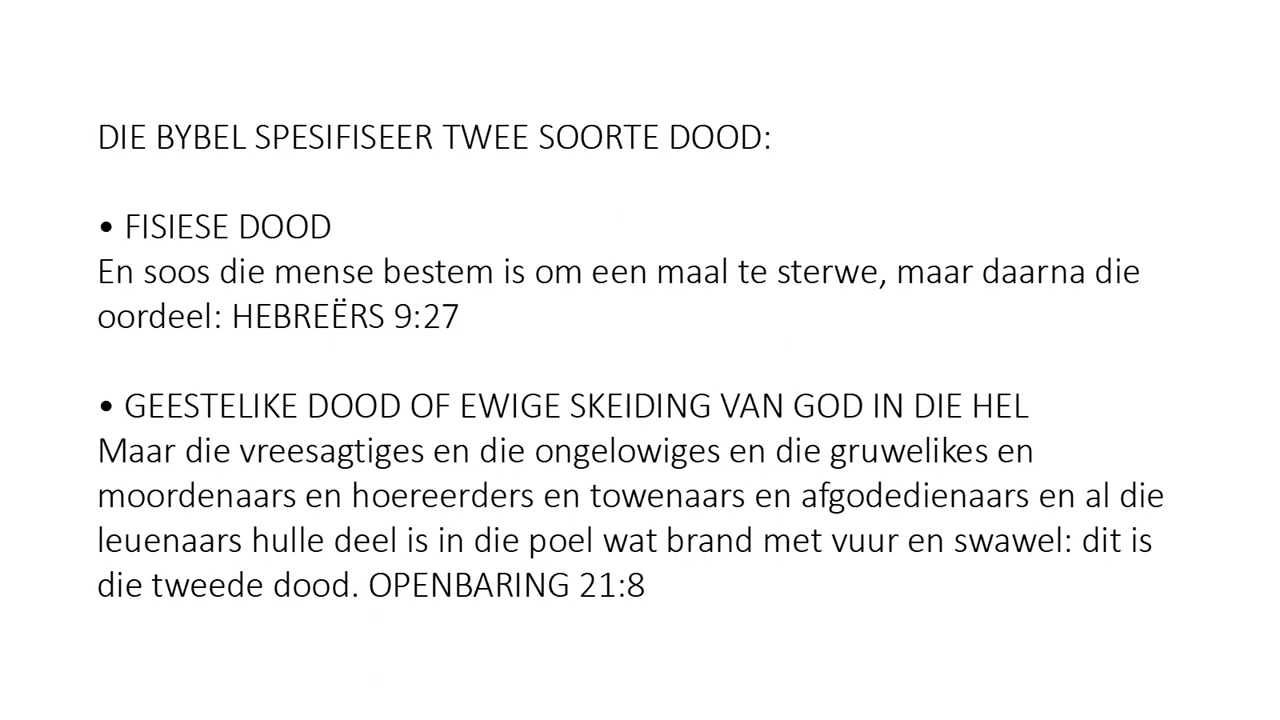 DIE BYBEL SPESIFISEER TWEE SOORTE DOOD:
• FISIESE DOOD
En soos die mense bestem is om een maal te sterwe, maar daarna die
oordeel: HEBREËRS 9:27
• GEESTELIKE DOOD OF EWIGE SKEIDING VAN GOD IN DIE HEL
Maar die vreesagtiges en die ongelowiges en die gruwelikes en
moordenaars en hoereerders en towenaars en afgodedienaars en al die
leuenaars hulle deel is in die poel wat brand met vuur en swawel: dit is
die tweede dood. OPENBARING 21:8